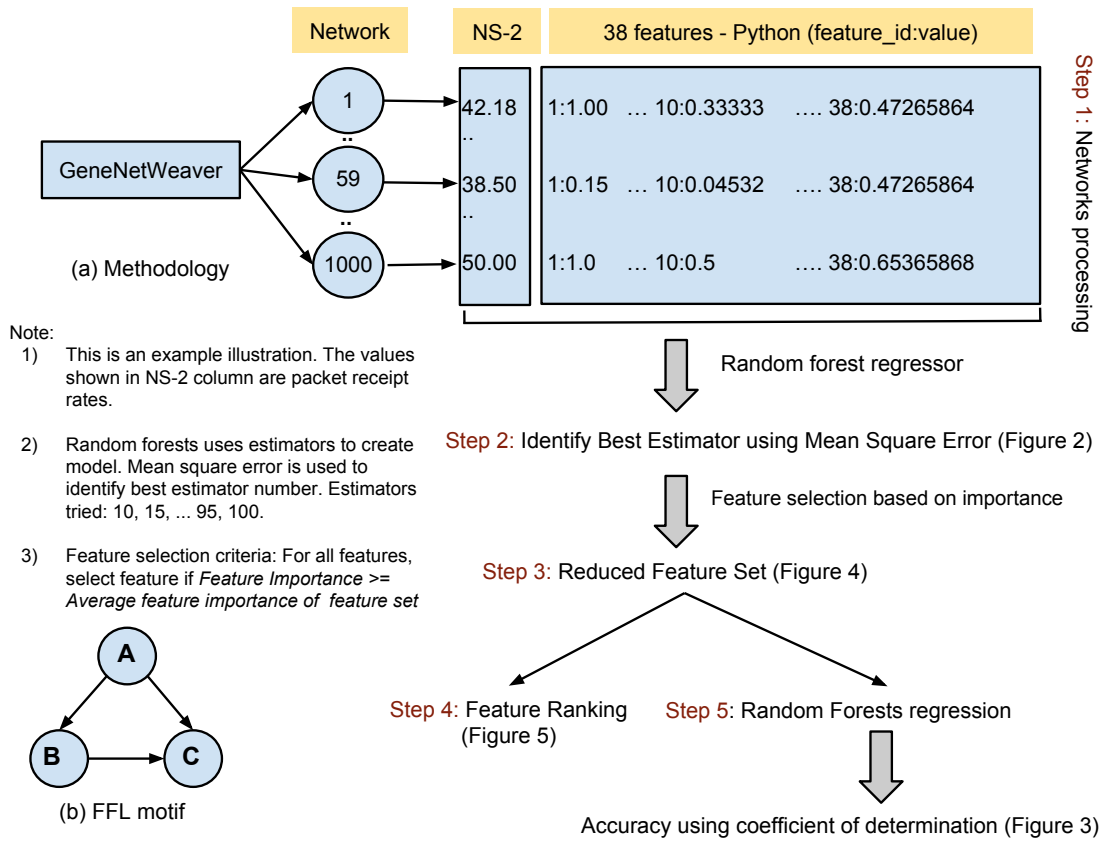 Network
NS-2
38 features - Python (feature_id:value)
Step 1: Networks processing
GeneNetWeaver
1
42.18
1:1.00 … 10:0.33333 …. 38:0.47265864
..
..
59
38.50
1:0.15 … 10:0.04532 …. 38:0.47265864
..
..
1000
50.00
1:1.0 … 10:0.5 …. 38:0.65365868
(a) Methodology
Note:
1) This is an example illustration. The values
shown in NS-2 column are packet receipt
rates.
2) Random forests uses estimators to create
model. Mean square error is used to
identify best estimator number. Estimators
tried: 10, 15, ... 95, 100.
3) Feature selection criteria: For all features,
select feature if Feature Importance >=
Average feature importance of feature set
A
B
C
(b) FFL motif
Random forest regressor
Step 2: Identify Best Estimator using Mean Square Error (Figure 2)
Feature selection based on importance
Step 3: Reduced Feature Set (Figure 4)
Step 4: Feature Ranking
(Figure 5)
Step 5: Random Forests regression
Accuracy using coefficient of determination (Figure 3)